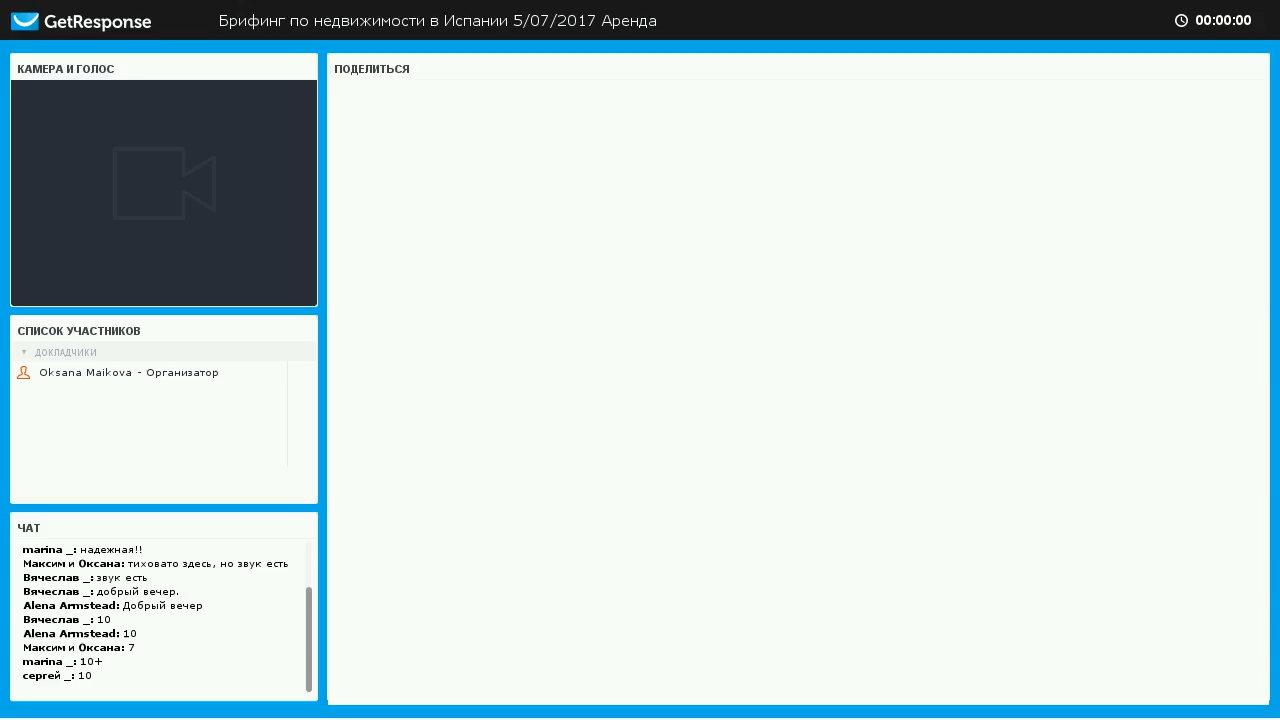 GetResponse
Брифинг по недвижимости в Испании 5/07/2017 Аренда
00:00:00
КАМЕРА И ГОЛОС
ПОДЕЛИТЬСЯ
СПИСОК УЧАСТНИКОВ
ДОКЛАДЧИКИ
Oksana Maikova - Организатор
ЧАТ
marina _: надежная!!
Максим и Оксана: тиховато здесь, но звук есть
Вячеслав _: звук есть
Вячеслав _: добрый вечер.
Alena Armstead: Добрый вечер
Вячеслав _: 10
Alena Armstead: 10
Максим и Оксана: 7
marina _: 10+
сергей _: 10